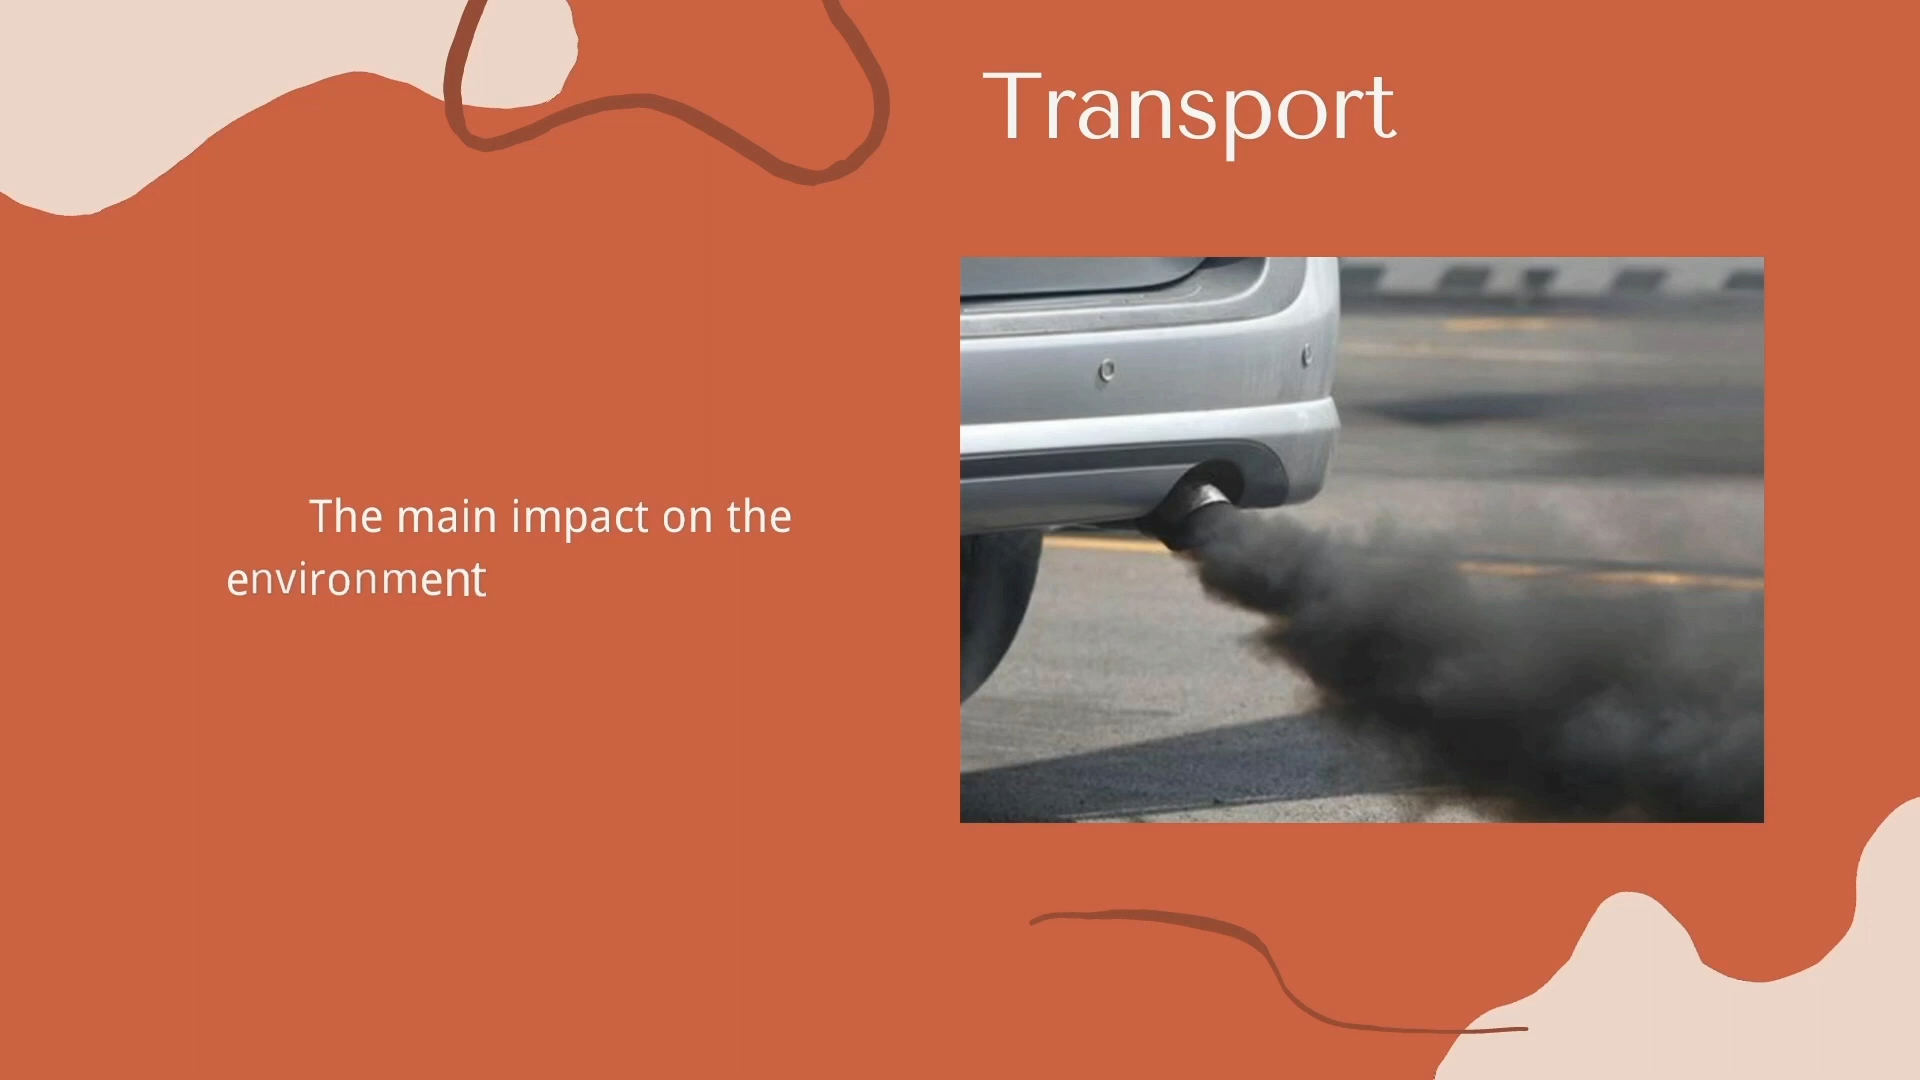 Transport
The main impact on the
environment